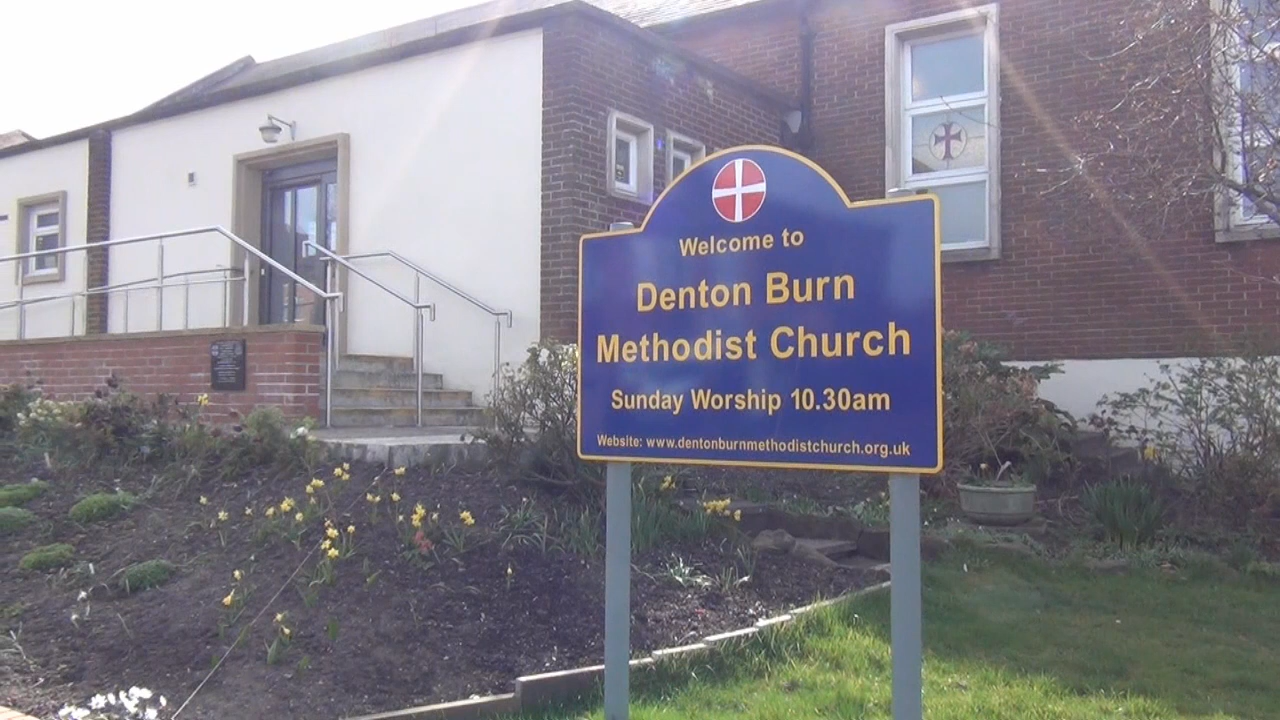 Welcome to
Denton Burn
Methodist Church
Sunday Worship 10.30am
Website: www.dentonburnmethodistchurch.org.uk